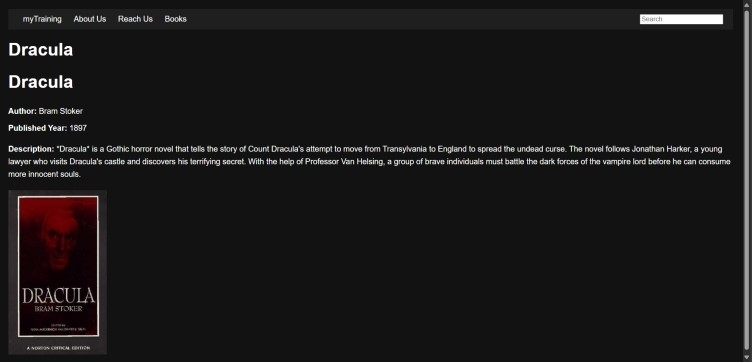 myTraining About Us Reach Us Books Search
Dracula
Dracula
Author: Bram Stoker
Published Year: 1897
Description: "Dracula" is a Gothic horror novel that tells the story of Count Dracula's attempt to move from Transylvania to England to spread the undead curse. The novel follows Jonathan Harker, a young
lawyer who visits Dracula's castle and discovers his terrifying secret. With the help of Professor Van Helsing, a group of brave individuals must battle the dark forces of the vampire lord before he can consume
more innocent souls.
DRACULA
BRAM STOKER
A NORTON CRITICAL EDITION